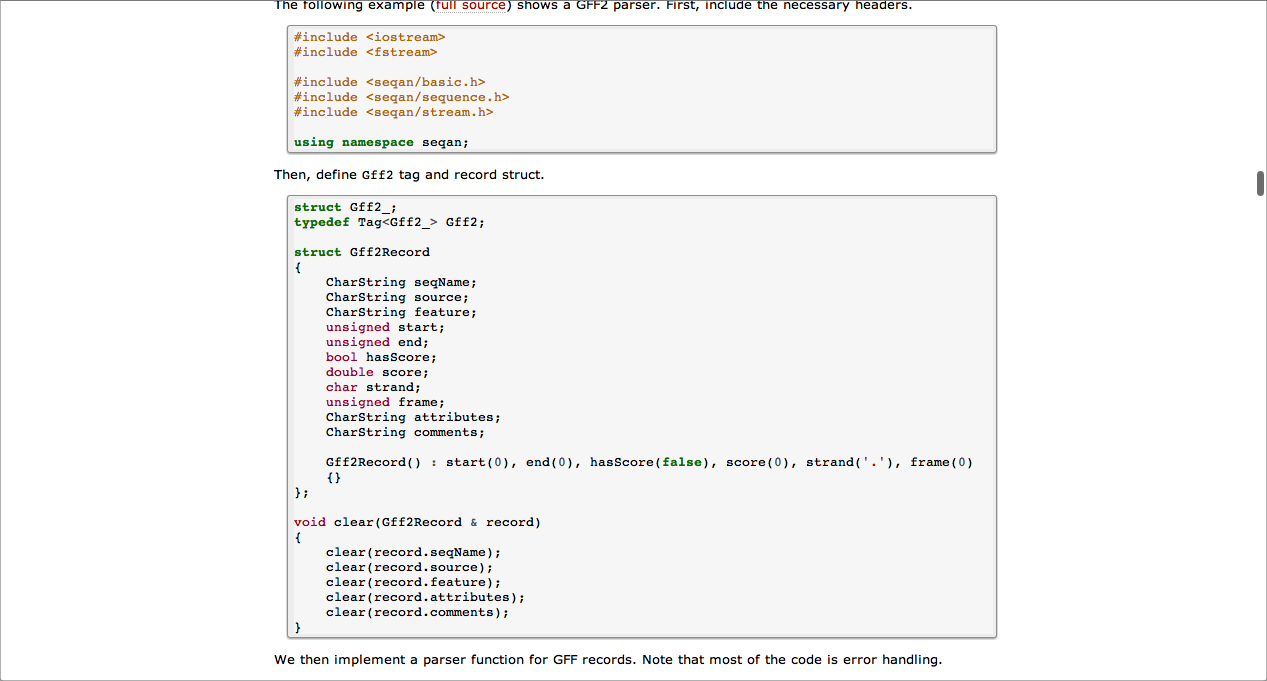 The following example (full source) shows a GFF2 parser. First, include the necessary headers.
#include <iostream>
#include <fstream>
#include <seqan/basic.h>
#include <seqan/sequence.h>
#include <seqan/stream.h>
using namespace seqan;
Then, define Gff2 tag and record struct.
struct Gff2_;
typedef Tag<Gff2_> Gff2;
struct Gff2Record
{
    CharString seqName;
    CharString source;
    CharString feature;
    unsigned start;
    unsigned end;
    bool hasScore;
    double score;
    char strand;
    unsigned frame;
    CharString attributes;
    CharString comments;
    Gff2Record() : start(0), end(0), hasScore(false), score(0), strand('.'), frame(0)
    {}
};
void clear(Gff2Record & record)
{
    clear(record.seqName);
    clear(record.source);
    clear(record.feature);
    clear(record.attributes);
    clear(record.comments);
}
We then implement a parser function for GFF records. Note that most of the code is error handling.